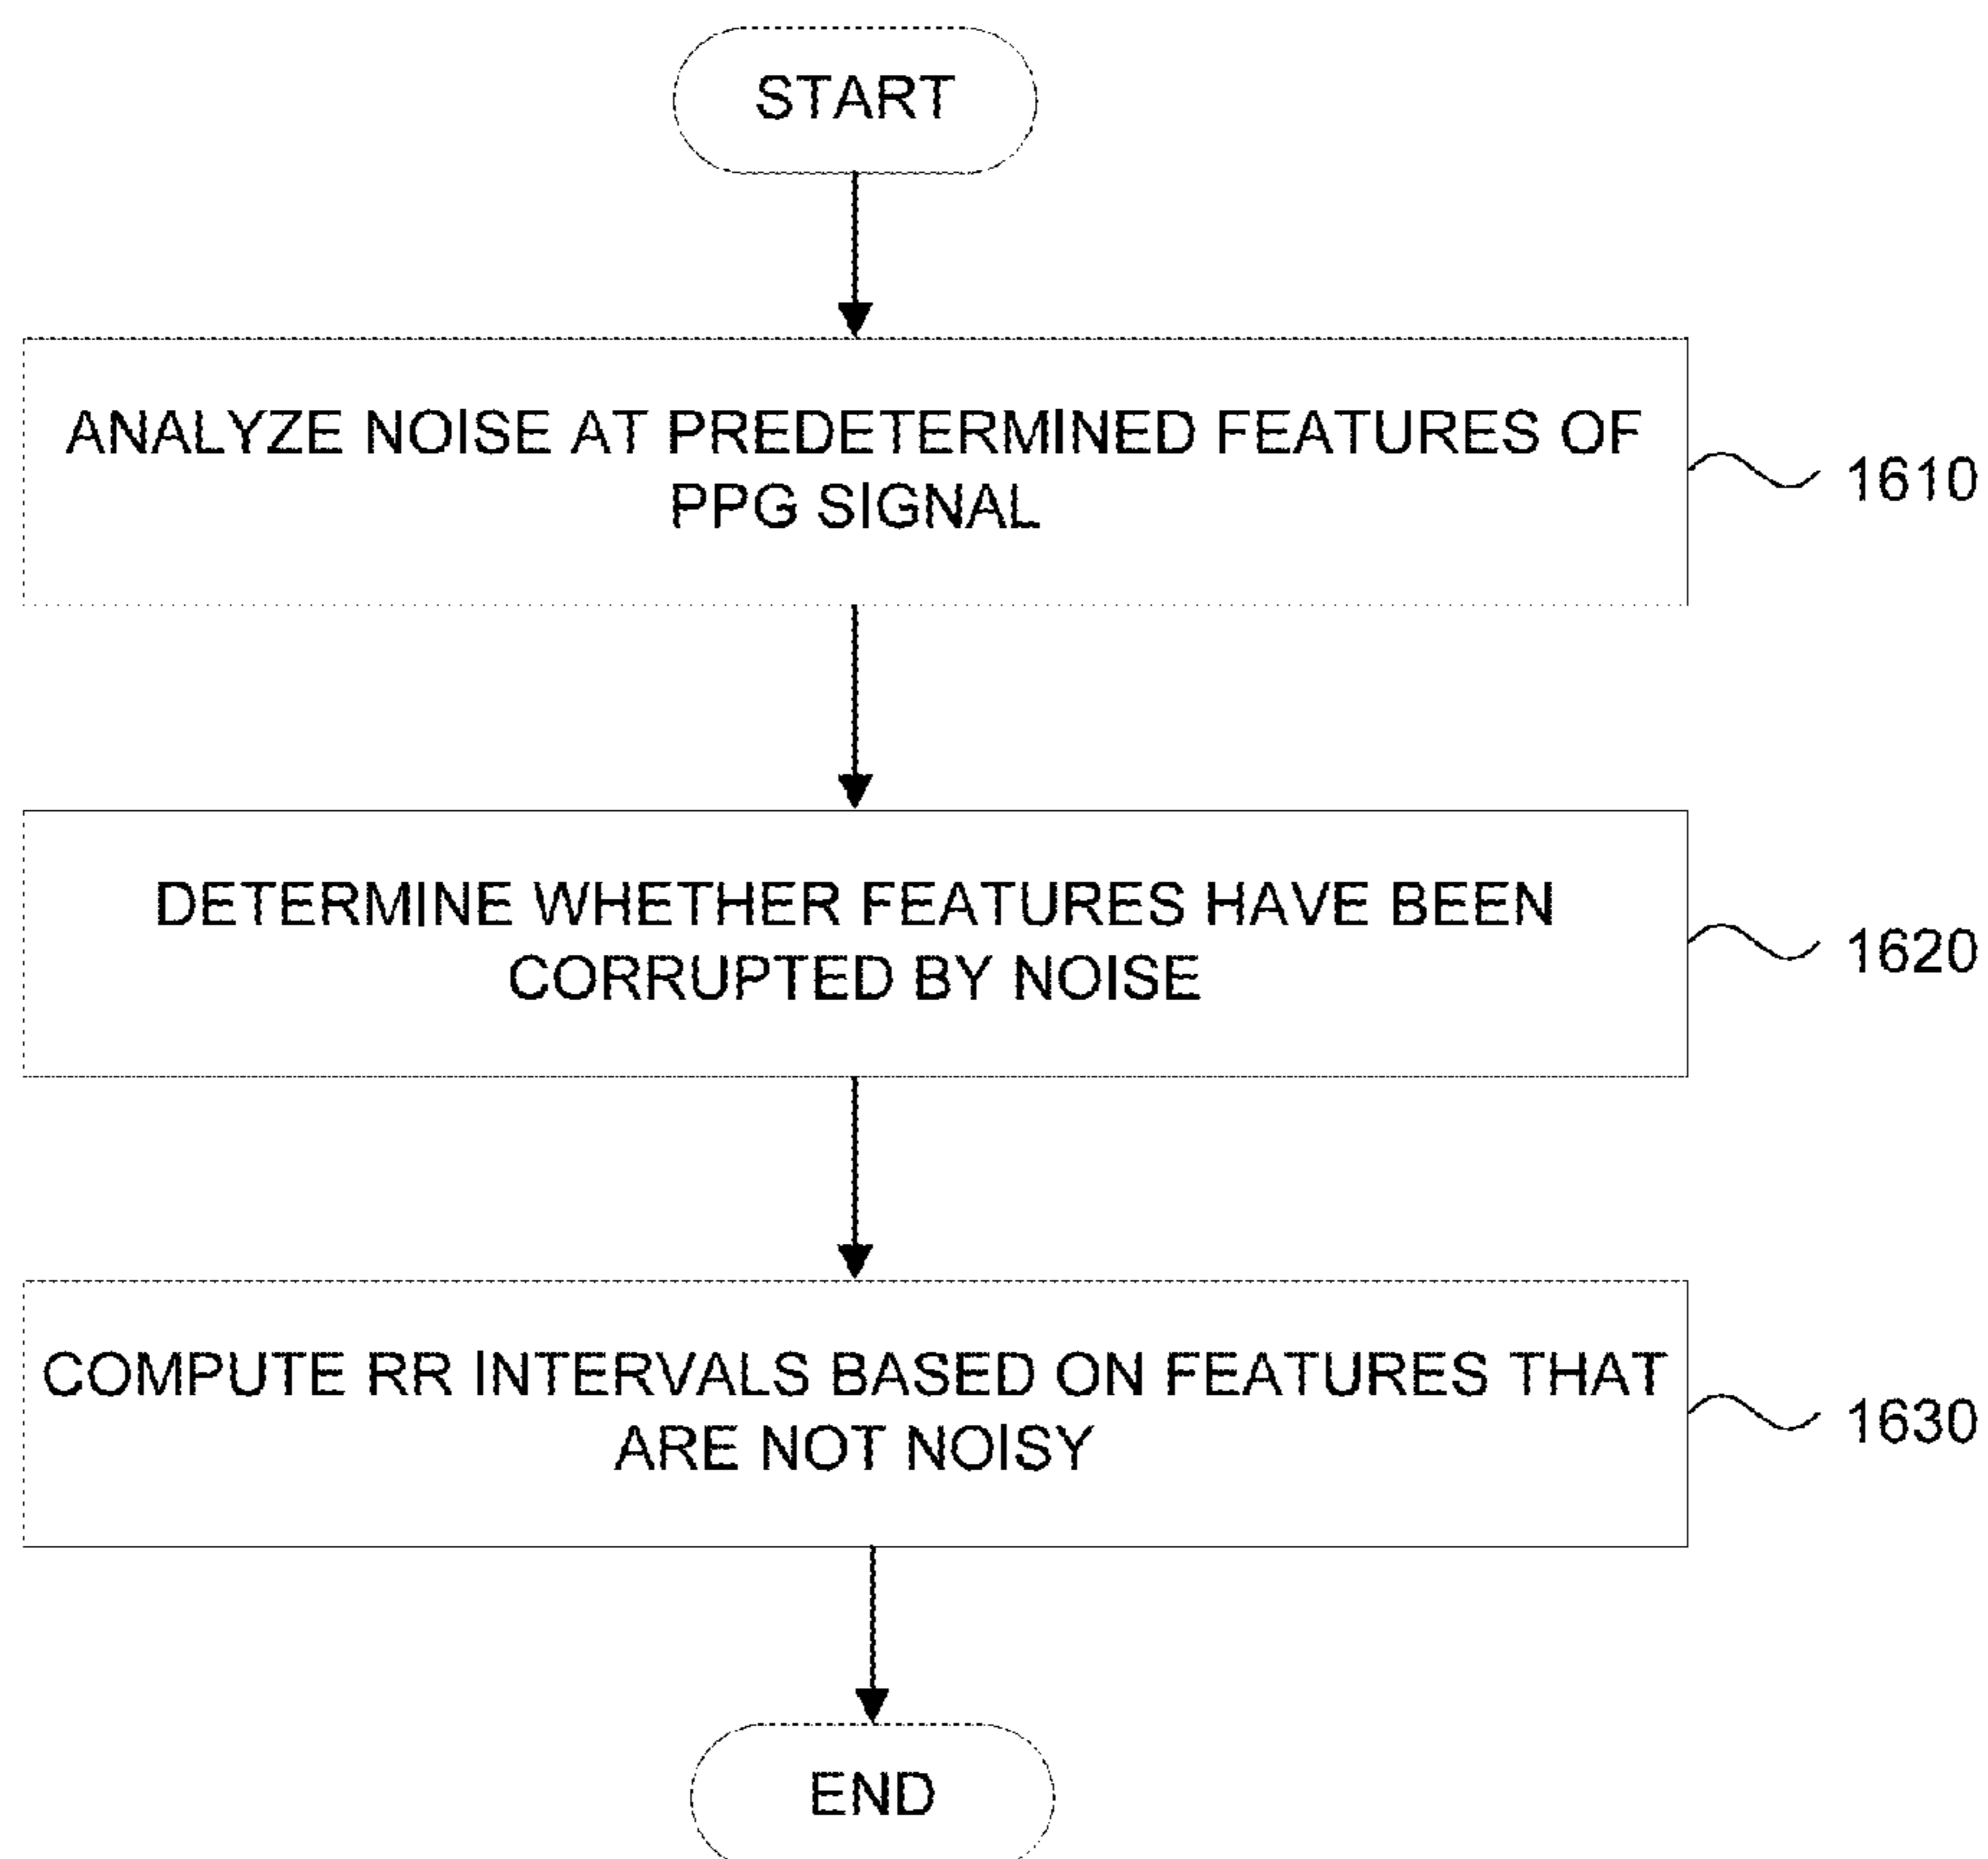 START
ANALYZE NOISE AT PREDETERMINED FEATURES OF
PPG SIGNAL
1610
DETERMINE WHETHER FEATURES HAVE BEEN
CORRUPTED BY NOISE
1620
COMPUTE RR INTERVALS BASED ON FEATURES THAT
ARE NOT NOISY
1630
END